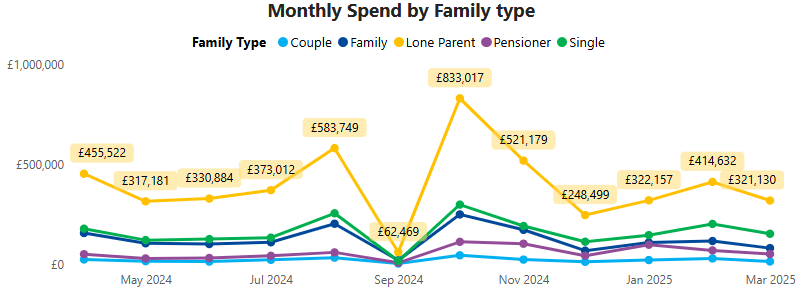 Monthly Spend by Family type
Family Type Couple Family Lone Parent Pensioner Single
£1,000,000
£833,017
£583,749
£521,179
£500,000
£455,522
£317,181
£330,884
£373,012
£62,469
£248,499
£322,157
£414,632
£321,130
£0
May 2024
Jul 2024
Sep 2024
Nov 2024
Jan 2025
Mar 2025